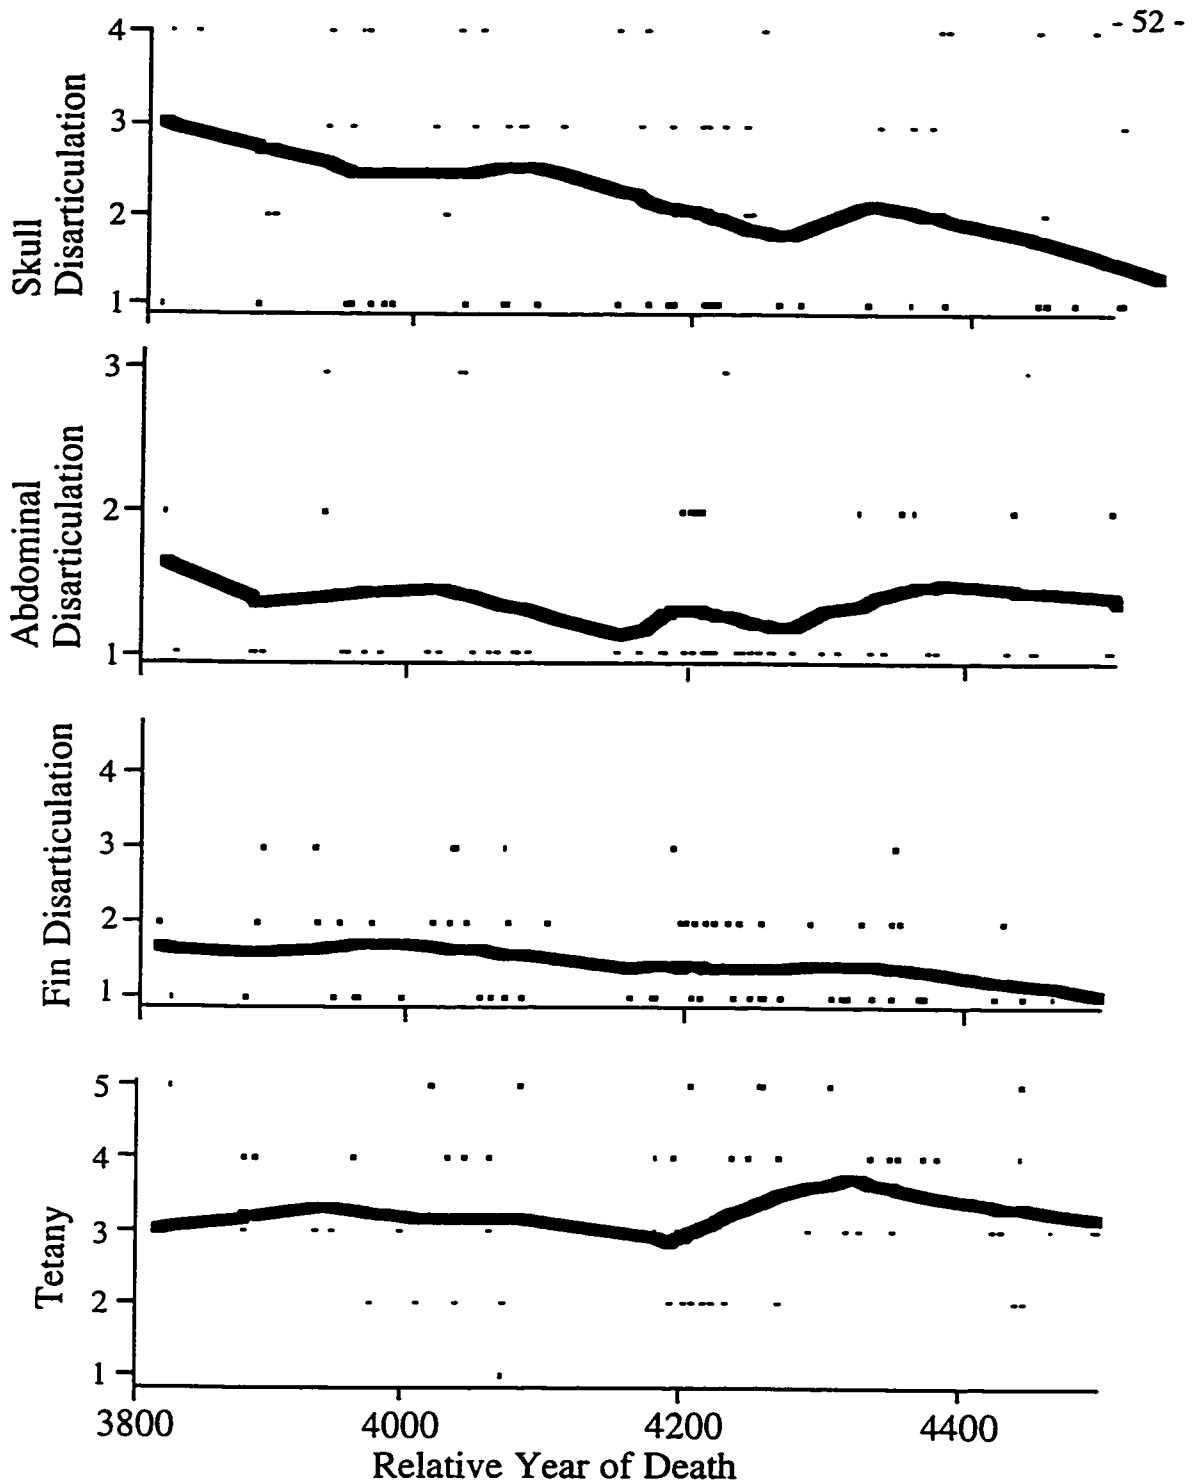 - 52 -
Skull
Disarticulation
4
3
2
1
Abdominal
Disarticulation
3
2
1
Fin Disarticulation
4
3
2
1
Tetany
5
4
3
2
1
3800 4000 4200 4400
Relative Year of Death